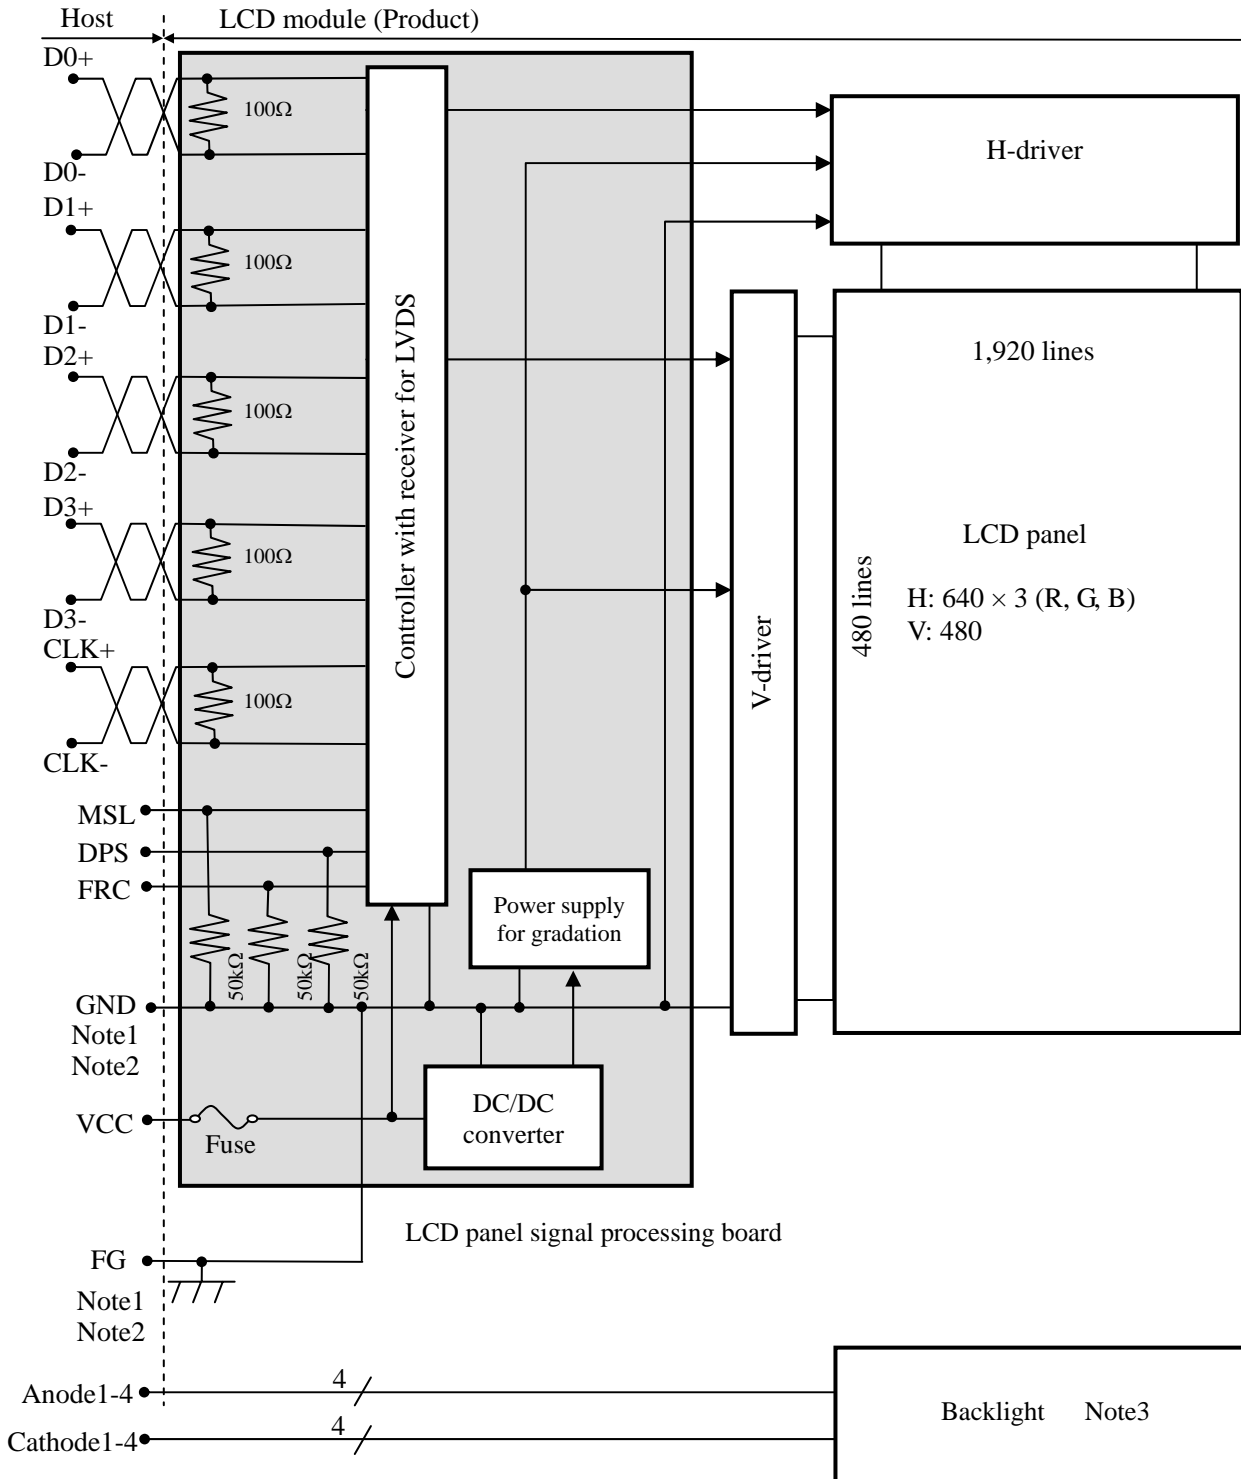 Host
LCD module (Product)
D0+
100Ω
D0-
D1+
100Ω
D1-
D2+
100Ω
D2-
D3+
100Ω
D3-
CLK+
100Ω
CLK-
MSL
DPS
FRC
50kΩ
50kΩ
50kΩ
GND
Note1
Note2
VCC
Fuse
FG
Note1
Note2
Controller with receiver for LVDS
Power supply
for gradation
DC/DC
converter
LCD panel signal processing board
H-driver
V-driver
1,920 lines
480 lines
LCD panel
H: 640 × 3 (R, G, B)
V: 480
Anode1-4
4
Cathode1-4
4
Backlight Note3